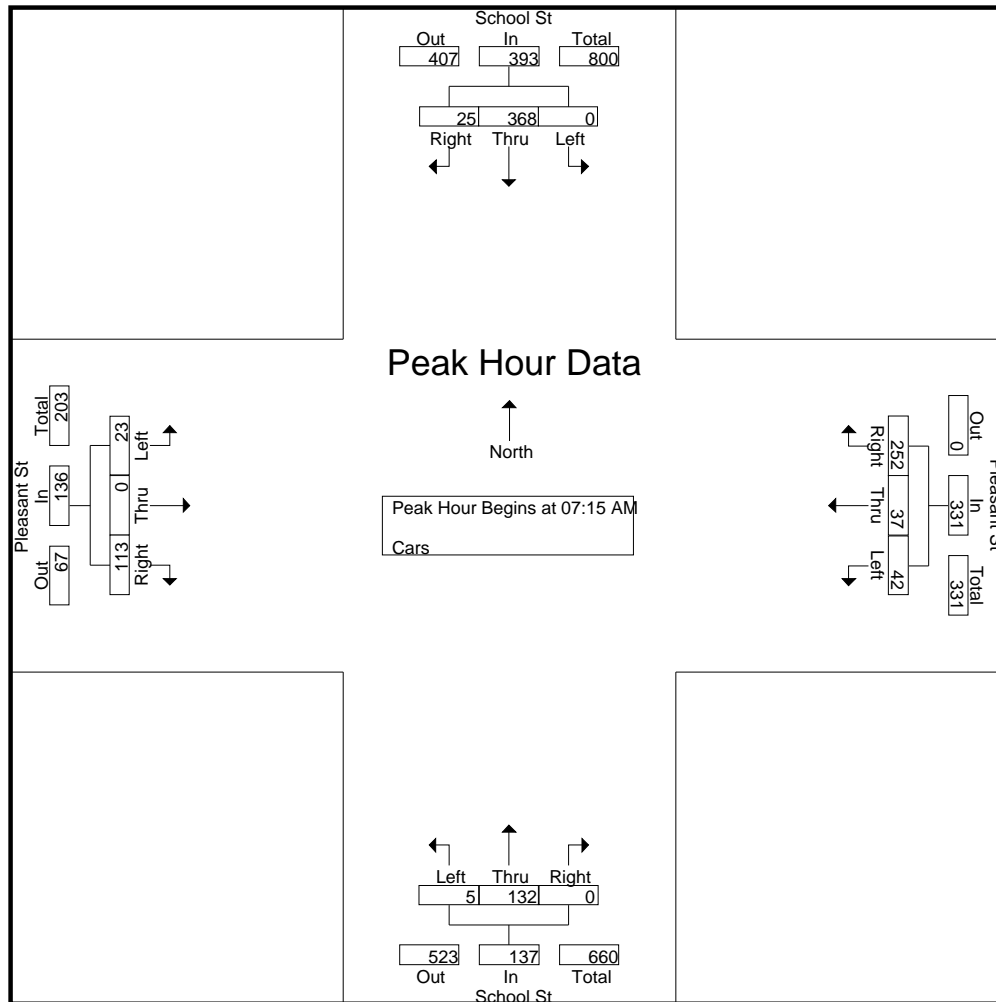 School St
Out In Total
407 393 800
25 368 0
Right Thru Left
Peak Hour Data
North
Peak Hour Begins at 07:15 AM
Cars
Pleasant St
Total In Out
203 136 67
23 0 113
Left Thru Right
Right Thru Left
252 37 42
Out In Total
0 331 331
Pleasant St
Left Thru Right
5 132 0
523 137 660
Out In Total
School St